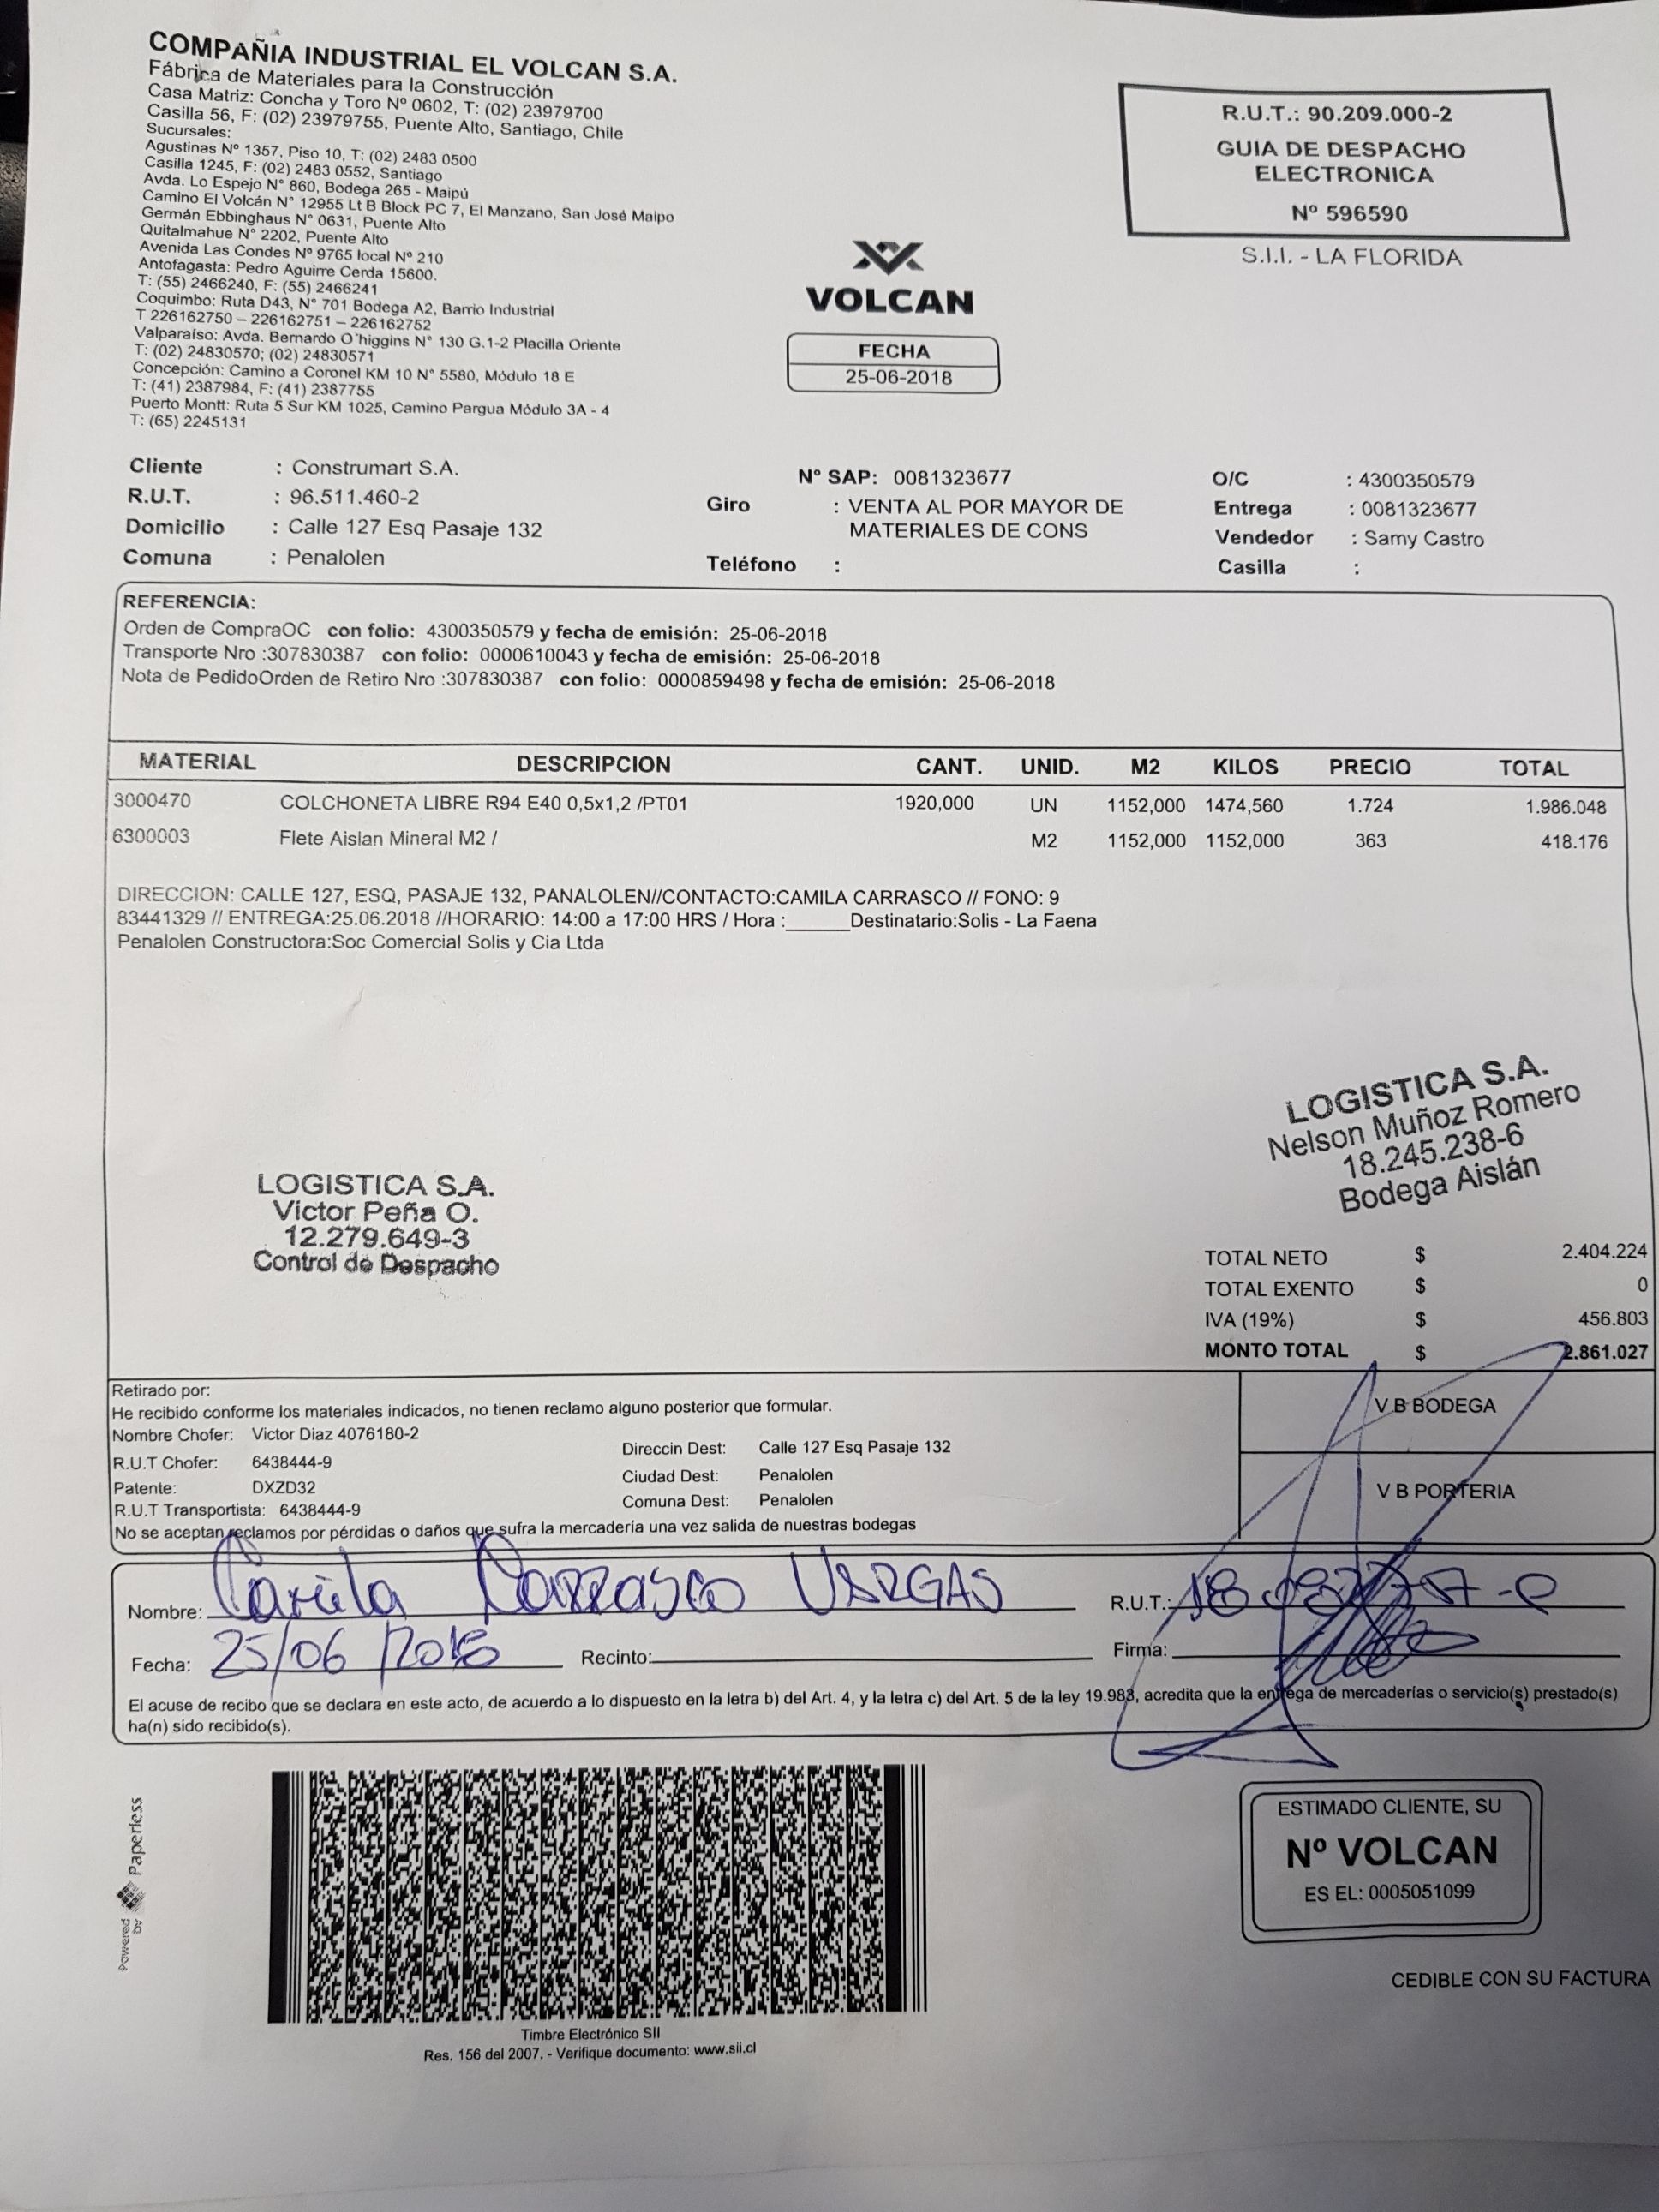 COMPAÑIA INDUSTRIAL EL VOLCAN S.A.
Fábrica de Materiales para la Construcción
Casa Matriz: Concha y Toro Nº 0602, T: (02) 23979700
Casilla 56, F: (02) 23979755, Puente Alto, Santiago, Chile
Sucursales:
Agustinas Nº 1357, Piso 10, T: (02) 2483 0500
Casilla 1245, F: (02) 2483 0552, Santiago
Avda. Lo Espejo N° 860, Bodega 265 - Maipú
Camino El Volcán N° 12955 Lt B Block PC 7, El Manzano, San José Maipo
Germán Ebbinghaus N° 0631, Puente Alto
Quitalmahue N° 2202, Puente Alto
Avenida Las Condes Nº 9765 local N° 210
Antofagasta: Pedro Aguirre Cerda 15600.
T: (55) 2466240, F: (55) 2466241
Coquimbo: Ruta D43, N° 701 Bodega A2, Barrio Industrial
T 226162750 – 226162751 – 226162752
Valparaíso: Avda. Bernardo O´higgins N° 130 G.1-2 Placilla Oriente
T: (02) 24830570; (02) 24830571
Concepción: Camino a Coronel KM 10 N° 5580, Módulo 18 E
T: (41) 2387984, F: (41) 2387755
Puerto Montt: Ruta 5 Sur KM 1025, Camino Pargua Módulo 3A - 4
T: (65) 2245131
R.U.T.: 90.209.000-2
GUIA DE DESPACHO
ELECTRONICA
Nº 596590
S.I.I. - LA FLORIDA
VOLCAN
FECHA
25-06-2018
Cliente : Construmart S.A.
R.U.T. : 96.511.460-2
Domicilio : Calle 127 Esq Pasaje 132
Comuna : Penalolen
N° SAP: 0081323677
Giro : VENTA AL POR MAYOR DE
MATERIALES DE CONS
Teléfono :
O/C : 4300350579
Entrega : 0081323677
Vendedor : Samy Castro
Casilla :
REFERENCIA:
Orden de CompraOC con folio: 4300350579 y fecha de emisión: 25-06-2018
Transporte Nro :307830387 con folio: 0000610043 y fecha de emisión: 25-06-2018
Nota de PedidoOrden de Retiro Nro :307830387 con folio: 0000859498 y fecha de emisión: 25-06-2018
MATERIAL DESCRIPCION CANT. UNID. M2 KILOS PRECIO TOTAL
3000470 COLCHONETA LIBRE R94 E40 0,5x1,2 /PT01 1920,000 UN 1152,000 1474,560 1.724 1.986.048
6300003 Flete Aislan Mineral M2 / M2 1152,000 1152,000 363 418.176
DIRECCION: CALLE 127, ESQ, PASAJE 132, PANALOLEN//CONTACTO:CAMILA CARRASCO // FONO: 9
83441329 // ENTREGA:25.06.2018 //HORARIO: 14:00 a 17:00 HRS / Hora :______Destinatario:Solis - La Faena
Penalolen Constructora:Soc Comercial Solis y Cia Ltda
LOGISTICA S.A.
Nelson Muñoz Romero
18.245.238-6
Bodega Aislán
LOGISTICA S.A.
Victor Peña O.
12.279.649-3
Control de Despacho
TOTAL NETO $ 2.404.224
TOTAL EXENTO $ 0
IVA (19%) $ 456.803
MONTO TOTAL $ 2.861.027
Retirado por:
He recibido conforme los materiales indicados, no tienen reclamo alguno posterior que formular.
Nombre Chofer: Victor Diaz 4076180-2
R.U.T Chofer: 6438444-9
Patente: DXZD32
R.U.T Transportista: 6438444-9
Direccin Dest: Calle 127 Esq Pasaje 132
Ciudad Dest: Penalolen
Comuna Dest: Penalolen
No se aceptan reclamos por pérdidas o daños que sufra la mercadería una vez salida de nuestras bodegas
V B BODEGA
V B PORTERIA
Nombre: Camila Carrasco VARGAS
R.U.T.:
Fecha: 25/06/2018 Recinto: Firma:
El acuse de recibo que se declara en este acto, de acuerdo a lo dispuesto en la letra b) del Art. 4, y la letra c) del Art. 5 de la ley 19.983, acredita que la entrega de mercaderías o servicio(s) prestado(s)
ha(n) sido recibido(s).
Powered by Paperless
Timbre Electrónico SII
Res. 156 del 2007. - Verifique documento: www.sii.cl
ESTIMADO CLIENTE, SU
Nº VOLCAN
ES EL: 0005051099
CEDIBLE CON SU FACTURA